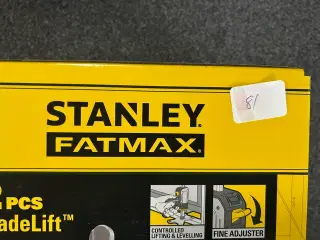 81
STANLEY
FATMAX
PCS
adeLift™
CONTROLLED
LIFTING & LEVELLING
FINE ADJUSTER